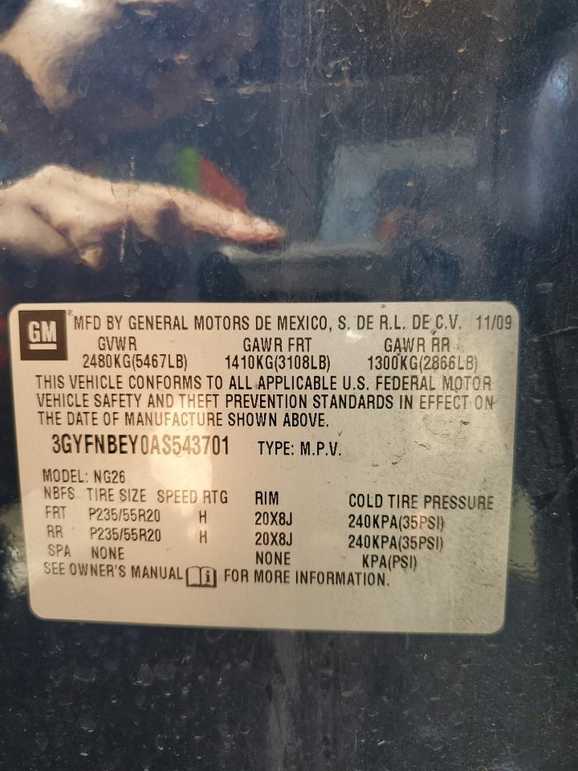 GM MFD BY GENERAL MOTORS DE MEXICO, S. DE R.L. DE C.V. 11/09
GVWR GAWR FRT GAWR RR
2480KG(5467LB) 1410KG(3108LB) 1300KG(2866LB)
THIS VEHICLE CONFORMS TO ALL APPLICABLE U.S. FEDERAL MOTOR
VEHICLE SAFETY AND THEFT PREVENTION STANDARDS IN EFFECT ON
THE DATE OF MANUFACTURE SHOWN ABOVE.
3GYFNBEY0AS543701 TYPE: M.P.V.
MODEL: NG26
NBFS TIRE SIZE SPEED RTG RIM COLD TIRE PRESSURE
FRT P235/55R20 H 20X8J 240KPA(35PSI)
RR P235/55R20 H 20X8J 240KPA(35PSI)
SPA NONE NONE KPA(PSI)
SEE OWNER'S MANUAL FOR MORE INFORMATION.